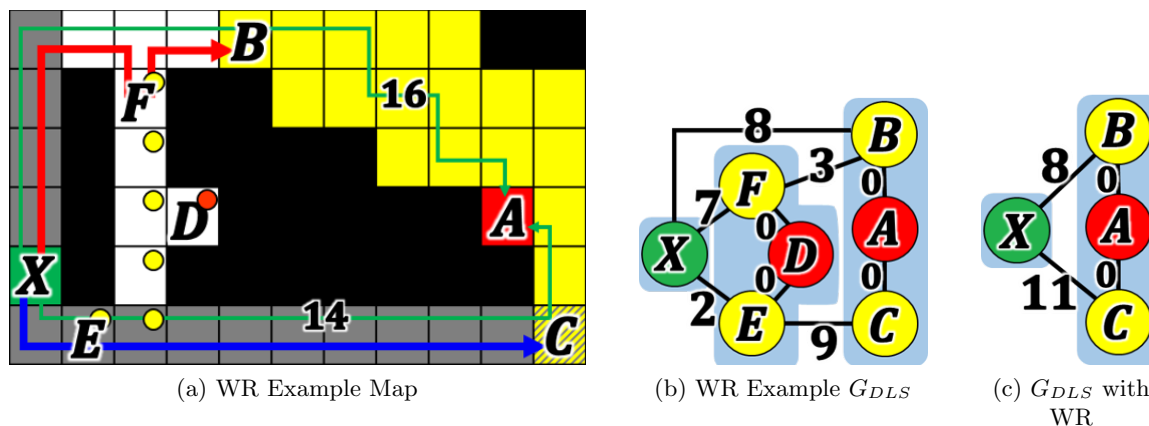 B
F
16
D
A
X
14
E
C
8
B
F
3
0
7
0
X
D
A
0
0
2
E
9
C
B
8
0
X
A
11
0
C
(a) WR Example Map
(b) WR Example G_DLS
(c) G_DLS with
WR